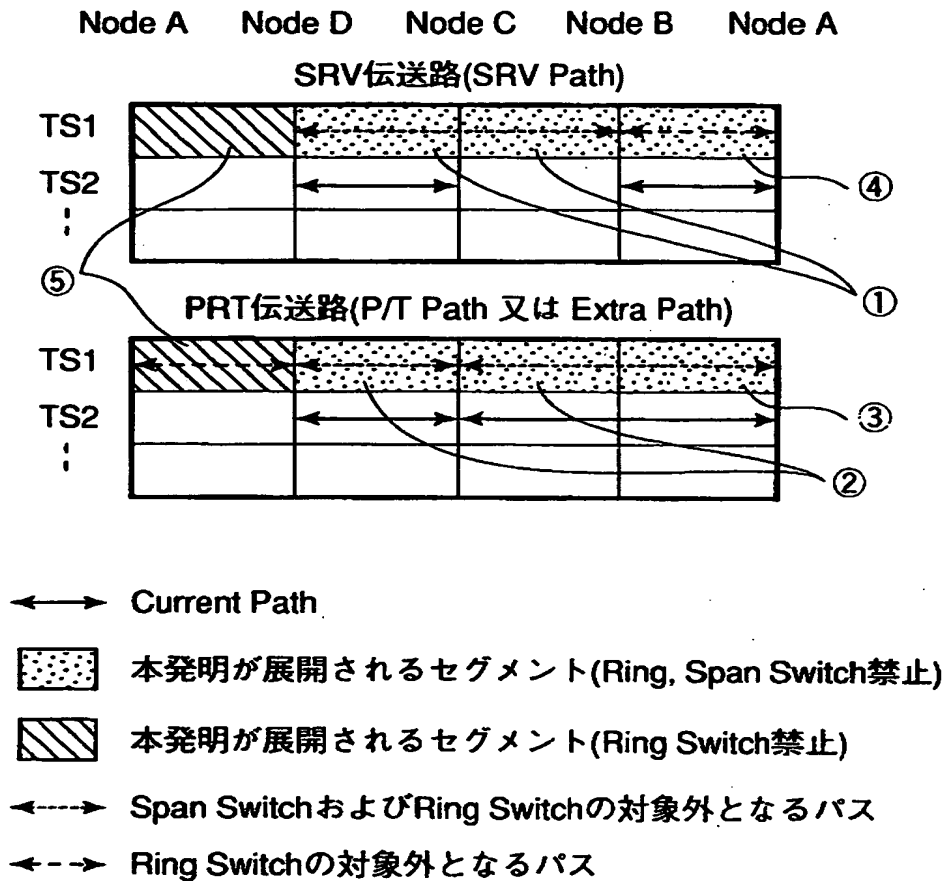 Node A Node D Node C Node B Node A
SRV伝送路(SRV Path)
TS1
TS2
④
⑤
①
PRT伝送路(P/T Path 又は Extra Path)
TS1
TS2
③
②
Current Path
本発明が展開されるセグメント(Ring, Span Switch禁止)
本発明が展開されるセグメント(Ring Switch禁止)
Span SwitchおよびRing Switchの対象外となるパス
Ring Switchの対象外となるパス